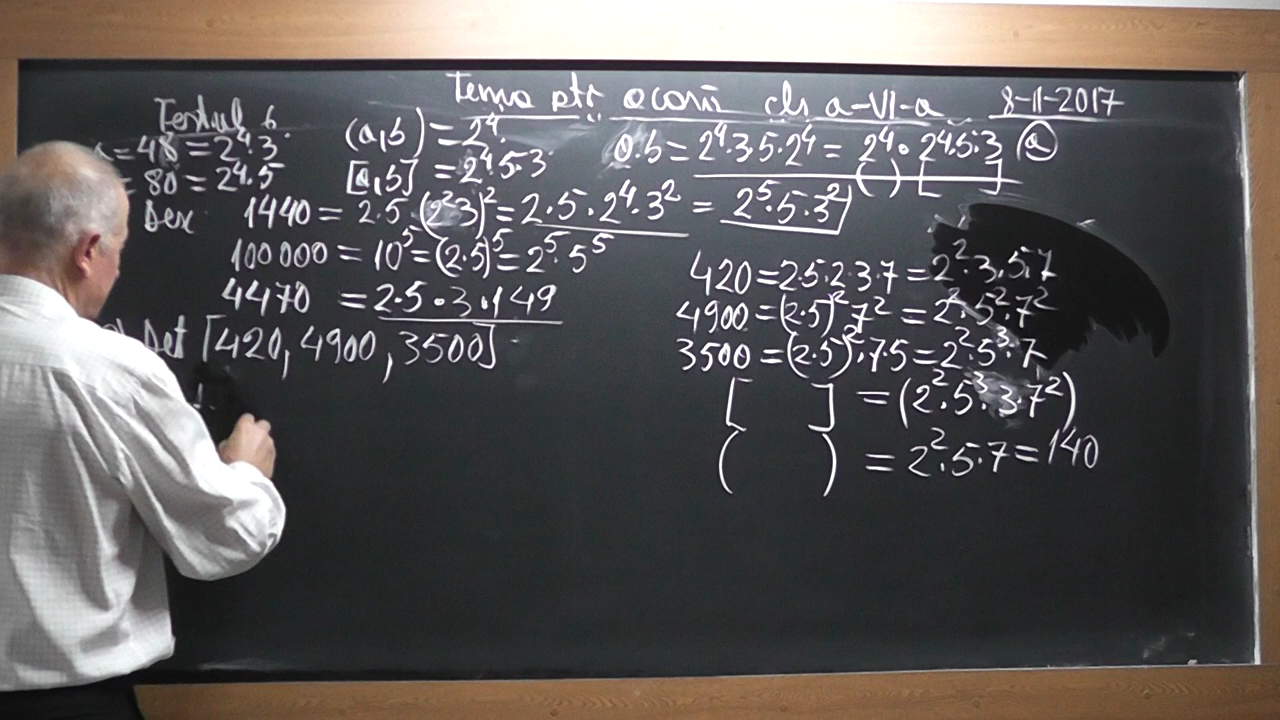 Tema ptr acasă cls a-VI-a 8-11-2017
Testul 6
a = 48 = 2⁴·3 (a,b) = 2⁴ a·b = 2⁴·3·5·2⁴ = 2⁴ · 2⁴·5·3 (a)
= 80 = 2⁴·5 [a,b] = 2⁴·5·3 ( ) [ ]
Dex 1440 = 2·5·(2²3)² = 2·5·2⁴·3² = 2⁵·5·3²
100000 = 10⁵ = (2·5)⁵ = 2⁵·5⁵
4470 = 2·5·3·149
Det [420, 4900, 3500]
420 = 2·5·2·3·7 = 2²·3·5·7
4900 = (2·5)²·7² = 2²·5²·7²
3500 = (2·5)²·7·5 = 2²·5³·7
[ ] = (2²·5³·3·7²)
( ) = 2²·5·7 = 140